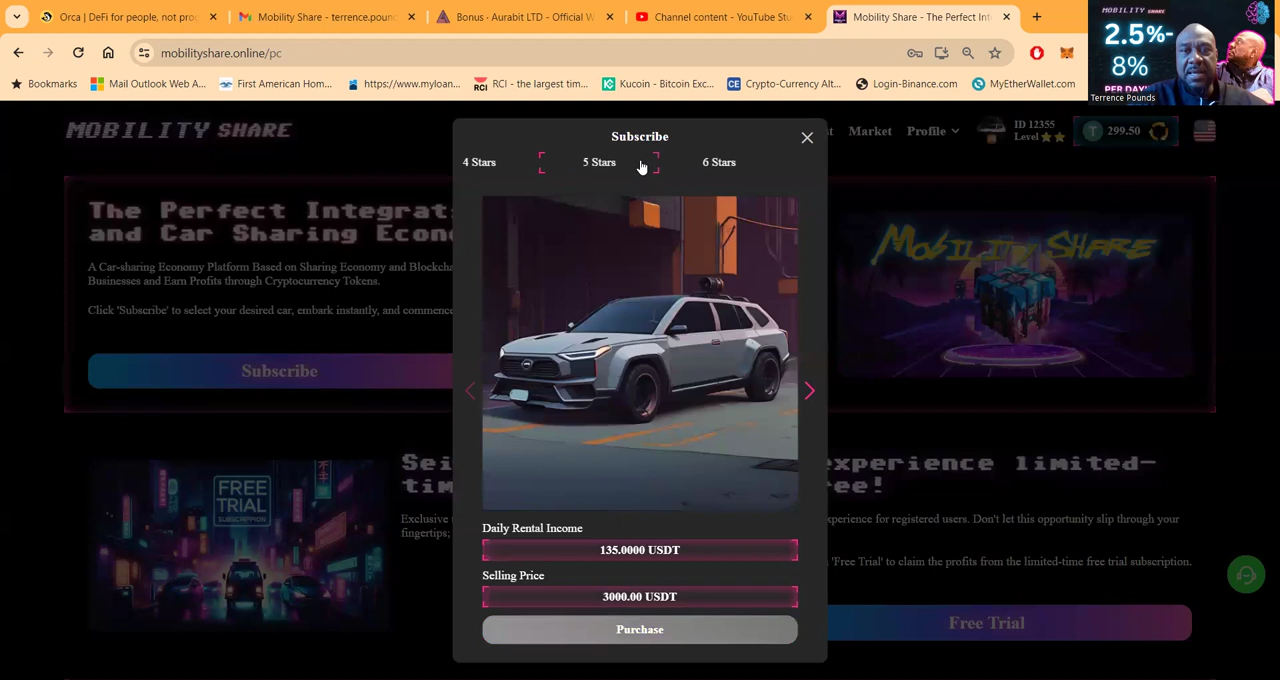 Orca | DeFi for people, not prog
Mobility Share - terrence.pound
Bonus · Aurabit LTD - Official W
Channel content - YouTube Stu
Mobility Share - The Perfect Int
mobilityshare.online/pc
Bookmarks
Mail Outlook Web A...
First American Hom...
https://www.myloan...
RCI - the largest tim...
Kucoin - Bitcoin Exc...
Crypto-Currency Alt...
Login-Binance.com
MyEtherWallet.com
MOBILITY SHARE
2.5%-
8%
PER DAY
Terrence Pounds
MOBILITY SHARE
Market
Profile
ID 12355
Level
299.50
Subscribe
4 Stars
5 Stars
6 Stars
The Perfect Integrat
and Car Sharing Econ
A Car-sharing Economy Platform Based on Sharing Economy and Blockcha
Businesses and Earn Profits through Cryptocurrency Tokens.
Click 'Subscribe' to select your desired car, embark instantly, and commenc
Subscribe
MOBILITY SHARE
Daily Rental Income
135.0000 USDT
Selling Price
3000.00 USDT
Purchase
FREE
TRIAL
Sei
tim
Exclusive
fingertips;
experience limited-
ree!
xperience for registered users. Don't let this opportunity slip through your
'Free Trial' to claim the profits from the limited-time free trial subscription.
Free Trial